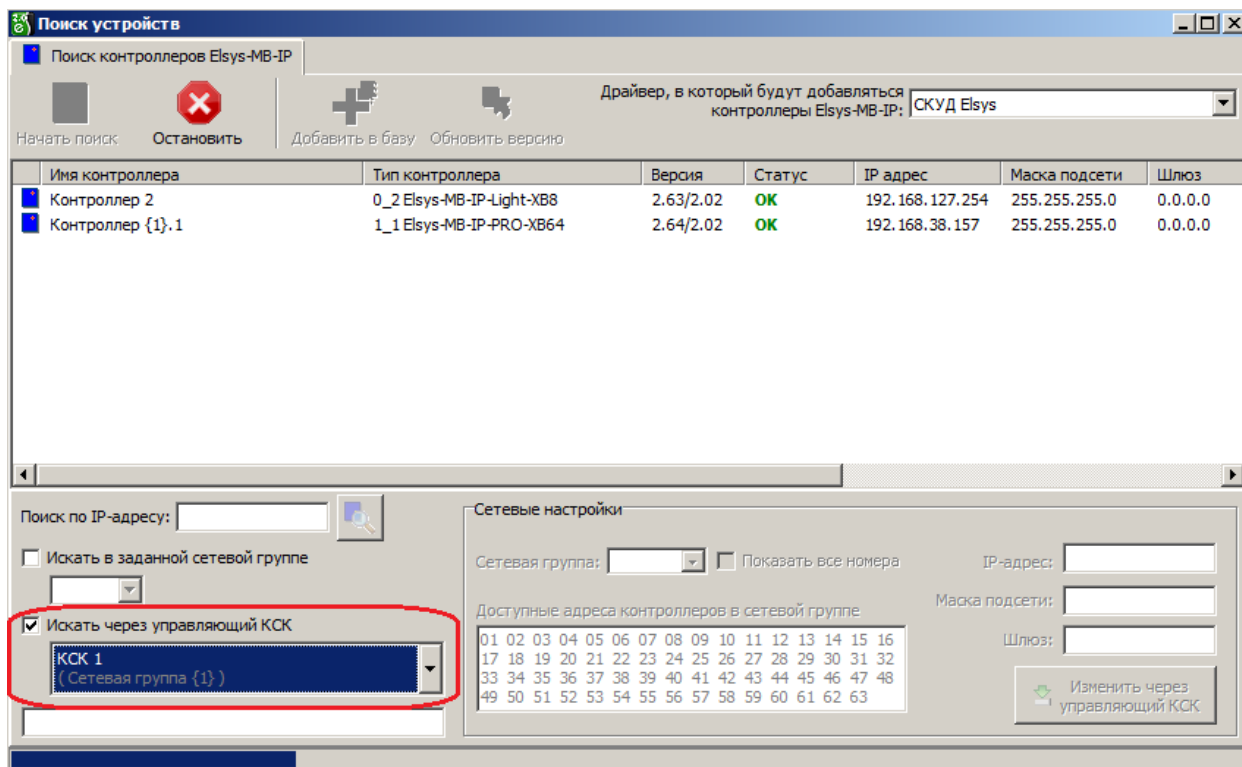 Поиск устройств
Поиск контроллеров Elsys-MB-IP
Начать поиск
Остановить
Добавить в базу
Обновить версию
Драйвер, в который будут добавляться
контроллеры Elsys-MB-IP:
СКУД Elsys
Имя контроллера Тип контроллера Версия Статус IP адрес Маска подсети Шлюз
Контроллер 2 0_2 Elsys-MB-IP-Light-XB8 2.63/2.02 OK 192.168.127.254 255.255.255.0 0.0.0.0
Контроллер {1}.1 1_1 Elsys-MB-IP-PRO-XB64 2.64/2.02 OK 192.168.38.157 255.255.255.0 0.0.0.0
Поиск по IP-адресу:
Искать в заданной сетевой группе
Искать через управляющий КСК
КСК 1
( Сетевая группа {1} )
Сетевые настройки
Сетевая группа:
Показать все номера
Доступные адреса контроллеров в сетевой группе
01 02 03 04 05 06 07 08 09 10 11 12 13 14 15 16
17 18 19 20 21 22 23 24 25 26 27 28 29 30 31 32
33 34 35 36 37 38 39 40 41 42 43 44 45 46 47 48
49 50 51 52 53 54 55 56 57 58 59 60 61 62 63
IP-адрес:
Маска подсети:
Шлюз:
Изменить через
управляющий КСК